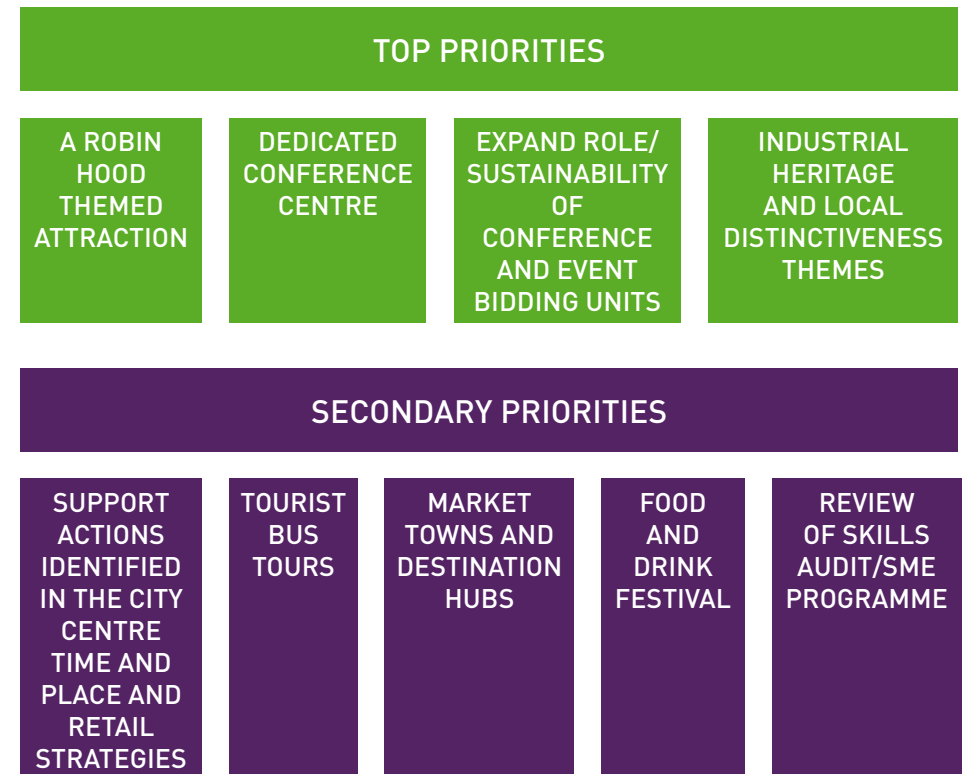 TOP PRIORITIES
A ROBIN
HOOD
THEMED
ATTRACTION
DEDICATED
CONFERENCE
CENTRE
EXPAND ROLE/
SUSTAINABILITY
OF
CONFERENCE
AND EVENT
BIDDING UNITS
INDUSTRIAL
HERITAGE
AND LOCAL
DISTINCTIVENESS
THEMES
SECONDARY PRIORITIES
SUPPORT
ACTIONS
IDENTIFIED
IN THE CITY
CENTRE
TIME AND
PLACE AND
RETAIL
STRATEGIES
TOURIST
BUS
TOURS
MARKET
TOWNS AND
DESTINATION
HUBS
FOOD
AND
DRINK
FESTIVAL
REVIEW
OF SKILLS
AUDIT/SME
PROGRAMME